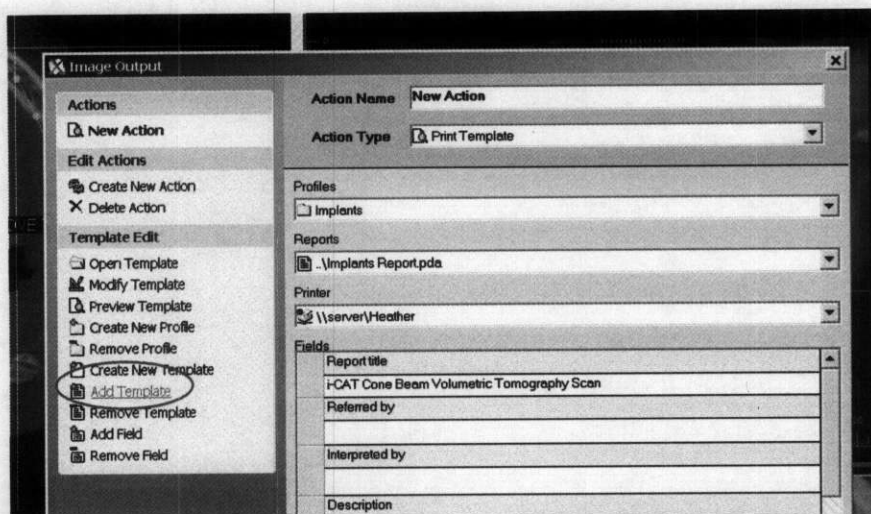 Image Output
Actions
New Action
Edit Actions
Create New Action
Delete Action
Template Edit
Open Template
Modify Template
Preview Template
Create New Profile
Remove Profile
Create New Template
Add Template
Remove Template
Add Field
Remove Field
Action Name New Action
Action Type Print Template
Profiles
Implants
Reports
..\Implants Report.pda
Printer
\\server\Heather
Fields
Report title
i-CAT Cone Beam Volumetric Tomography Scan
Referred by
Interpreted by
Description